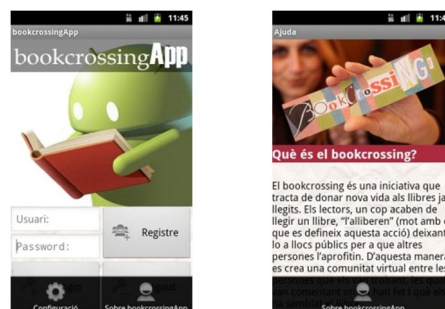 11:45
bookcrossingApp
bookcrossingApp
Usuari:
Password:
Registre
Configuració
Sobre bookcrossingApp
Ajuda
BOOKCROSSING!
Què és el bookcrossing?
El bookcrossing és una iniciativa que
tracta de donar nova vida als llibres ja
llegits. Els lectors, un cop acaben de
llegir un llibre, "l'alliberen" (mot amb
que es defineix aquesta acció) deixant
lo a llocs públics per a que altres
persones l'aprofitin. D'aquesta manera
es crea una comunitat virtual entre les
Sobre bookcrossingApp